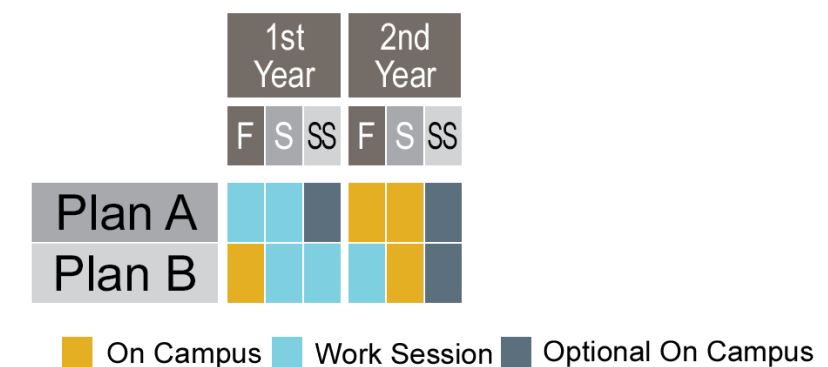 1st 2nd
Year Year
F S SS F S SS
Plan A
Plan B
On Campus Work Session Optional On Campus